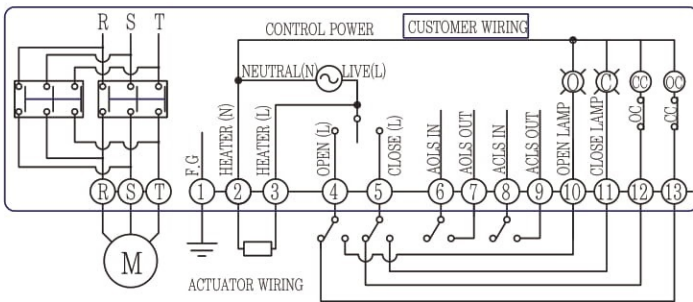 R S T
CONTROL POWER
CUSTOMER WIRING
NEUTRAL(N)
LIVE(L)
O
C
CC
OC
OC
CC
F.G
HEATER (N)
HEATER (L)
OPEN (L)
CLOSE (L)
AOLS IN
AOLS OUT
ACLS IN
ACLS OUT
OPEN LAMP
CLOSE LAMP
R S T 1 2 3 4 5 6 7 8 9 10 11 12 13
M
ACTUATOR WIRING